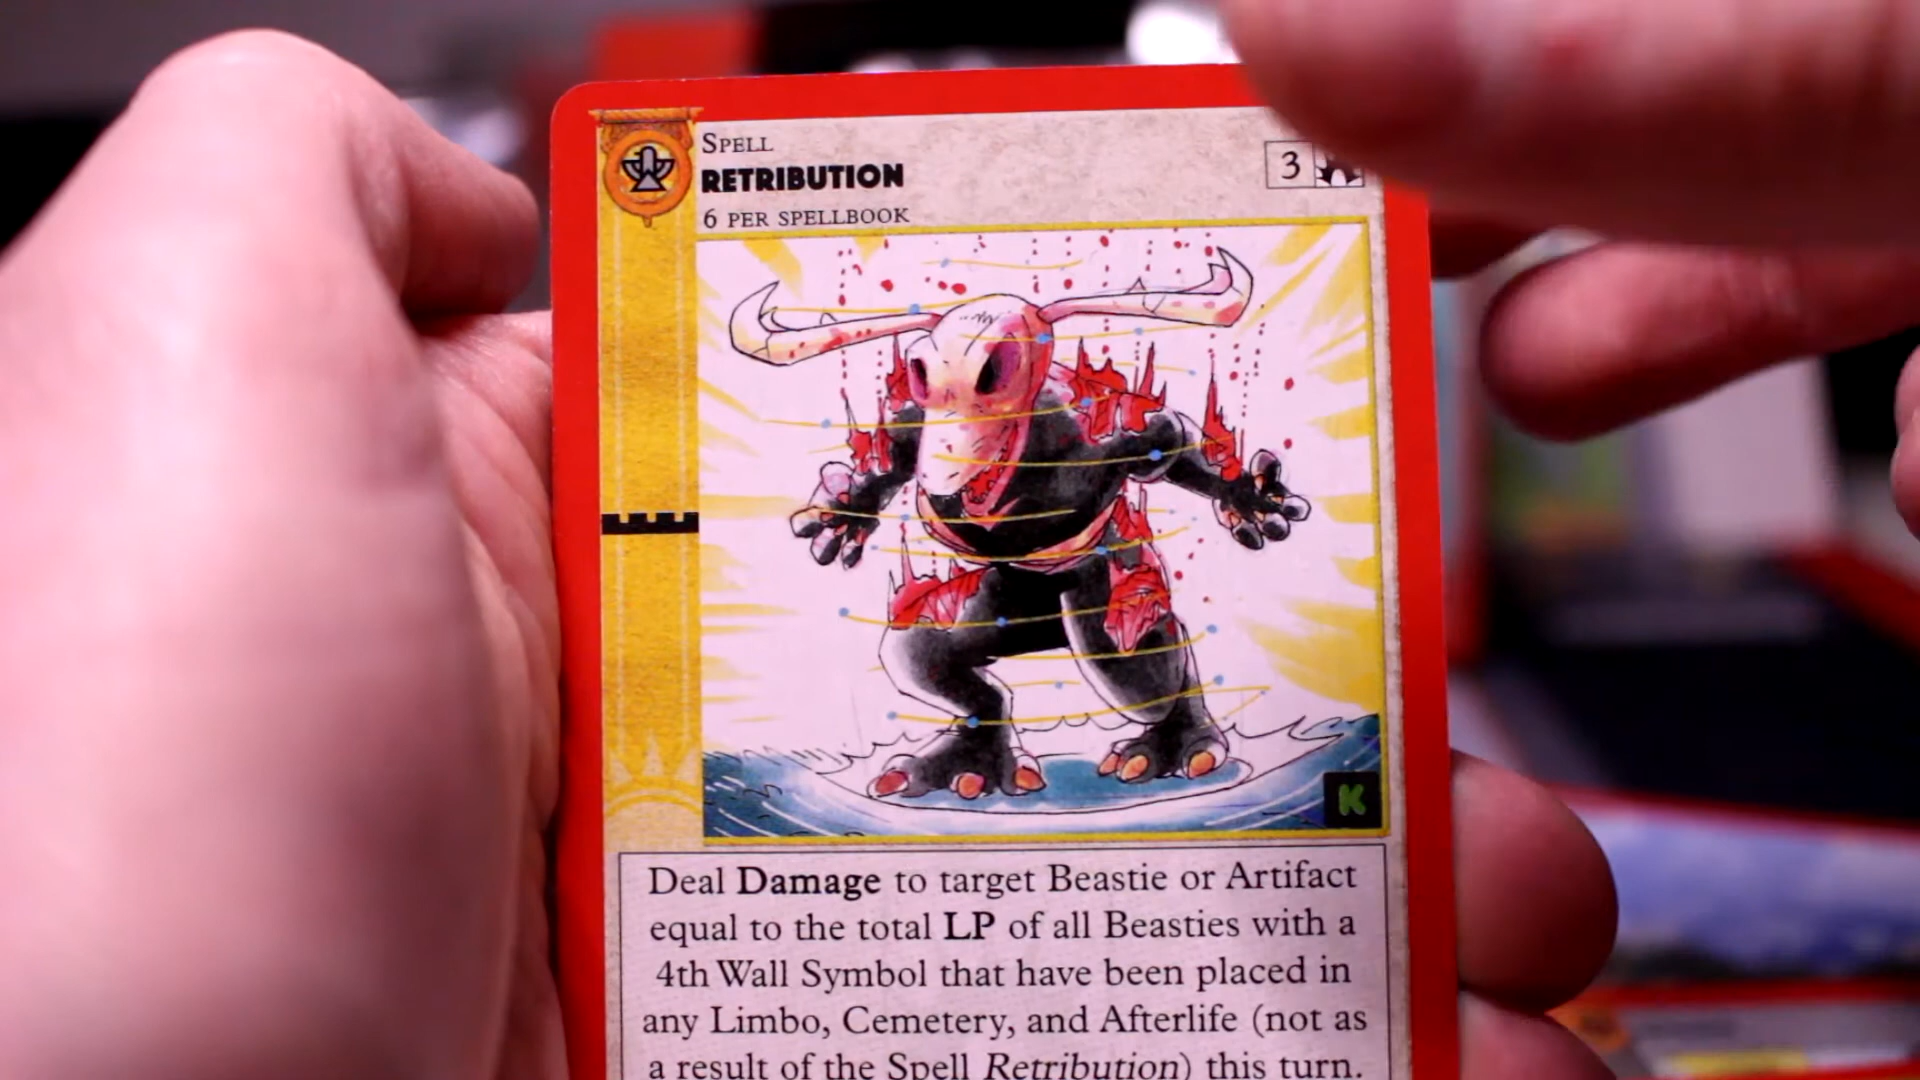 SPELL
RETRIBUTION
3
6 PER SPELLBOOK
K
Deal Damage to target Beastie or Artifact
equal to the total LP of all Beasties with a
4th Wall Symbol that have been placed in
any Limbo, Cemetery, and Afterlife (not as
a result of the Spell Retribution) this turn.